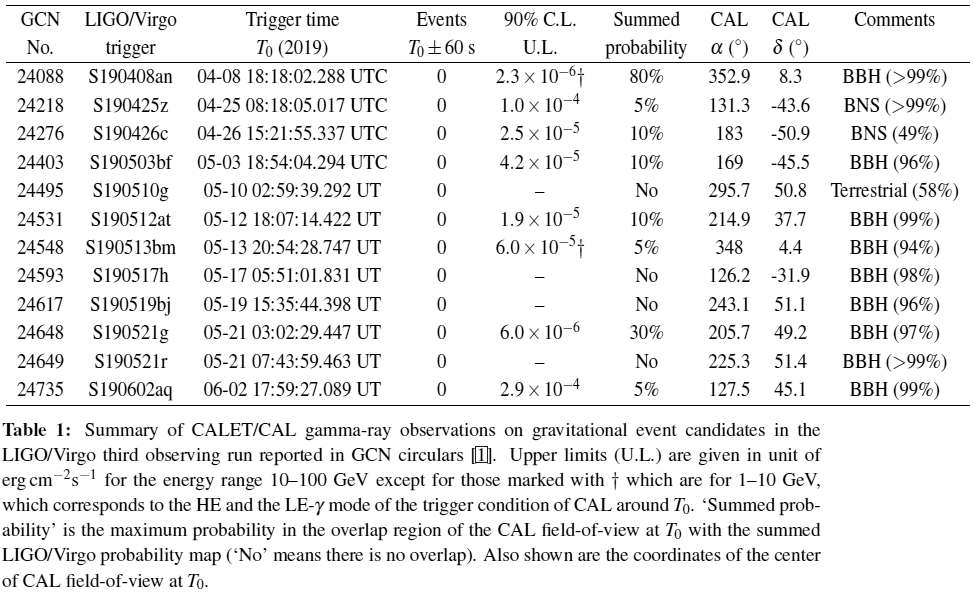 GCN LIGO/Virgo Trigger time Events 90% C.L. Summed CAL CAL Comments
No. trigger T₀ (2019) T₀ ± 60 s U.L. probability α (°) δ (°)
24088 S190408an 04-08 18:18:02.288 UTC 0 2.3 × 10⁻⁶† 80% 352.9 8.3 BBH (>99%)
24218 S190425z 04-25 08:18:05.017 UTC 0 1.0 × 10⁻⁴ 5% 131.3 -43.6 BNS (>99%)
24276 S190426c 04-26 15:21:55.337 UTC 0 2.5 × 10⁻⁵ 10% 183 -50.9 BNS (49%)
24403 S190503bf 05-03 18:54:04.294 UTC 0 4.2 × 10⁻⁵ 10% 169 -45.5 BBH (96%)
24495 S190510g 05-10 02:59:39.292 UT 0 – No 295.7 50.8 Terrestrial (58%)
24531 S190512at 05-12 18:07:14.422 UT 0 1.9 × 10⁻⁵ 10% 214.9 37.7 BBH (99%)
24548 S190513bm 05-13 20:54:28.747 UT 0 6.0 × 10⁻⁵† 5% 348 4.4 BBH (94%)
24593 S190517h 05-17 05:51:01.831 UT 0 – No 126.2 -31.9 BBH (98%)
24617 S190519bj 05-19 15:35:44.398 UT 0 – No 243.1 51.1 BBH (96%)
24648 S190521g 05-21 03:02:29.447 UT 0 6.0 × 10⁻⁶ 30% 205.7 49.2 BBH (97%)
24649 S190521r 05-21 07:43:59.463 UT 0 – No 225.3 51.4 BBH (>99%)
24735 S190602aq 06-02 17:59:27.089 UT 0 2.9 × 10⁻⁴ 5% 127.5 45.1 BBH (99%)
Table 1: Summary of CALET/CAL gamma-ray observations on gravitational event candidates in the
LIGO/Virgo third observing run reported in GCN circulars [1]. Upper limits (U.L.) are given in unit of
erg cm⁻² s⁻¹ for the energy range 10–100 GeV except for those marked with † which are for 1–10 GeV,
which corresponds to the HE and the LE-γ mode of the trigger condition of CAL around T₀. ‘Summed prob-
ability’ is the maximum probability in the overlap region of the CAL field-of-view at T₀ with the summed
LIGO/Virgo probability map (‘No’ means there is no overlap). Also shown are the coordinates of the center
of CAL field-of-view at T₀.